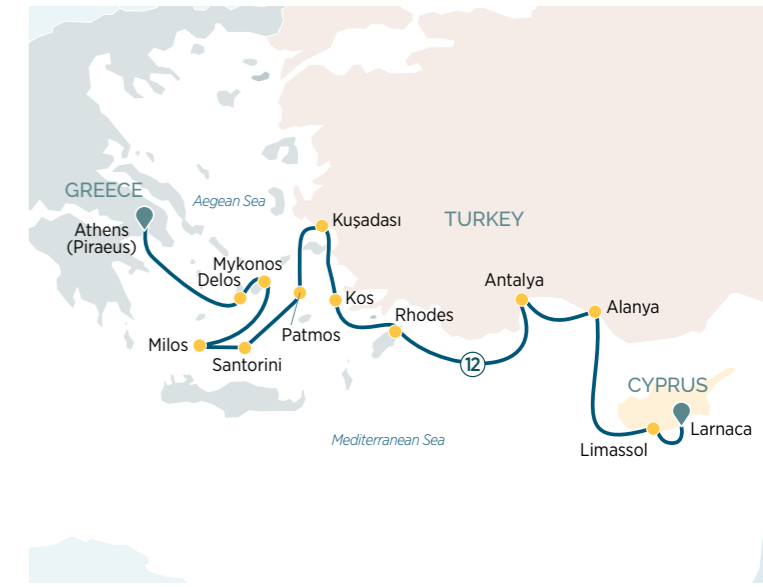 GREECE
Athens
(Piraeus)
Aegean Sea
Mykonos
Delos
Milos
Santorini
Patmos
Kuşadası
TURKEY
Kos
Rhodes
12
Antalya
Alanya
CYPRUS
Larnaca
Limassol
Mediterranean Sea